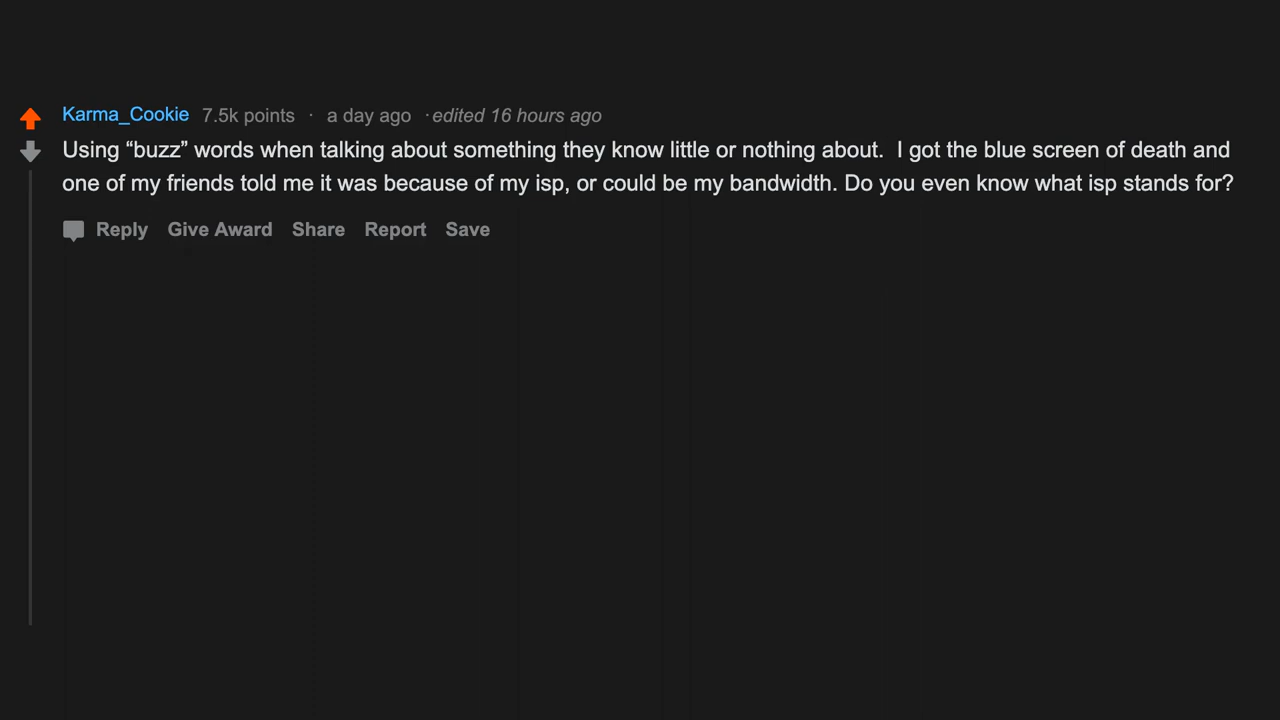 Karma_Cookie 7.5k points · a day ago · edited 16 hours ago
Using “buzz” words when talking about something they know little or nothing about.  I got the blue screen of death and
one of my friends told me it was because of my isp, or could be my bandwidth. Do you even know what isp stands for?
Reply Give Award Share Report Save